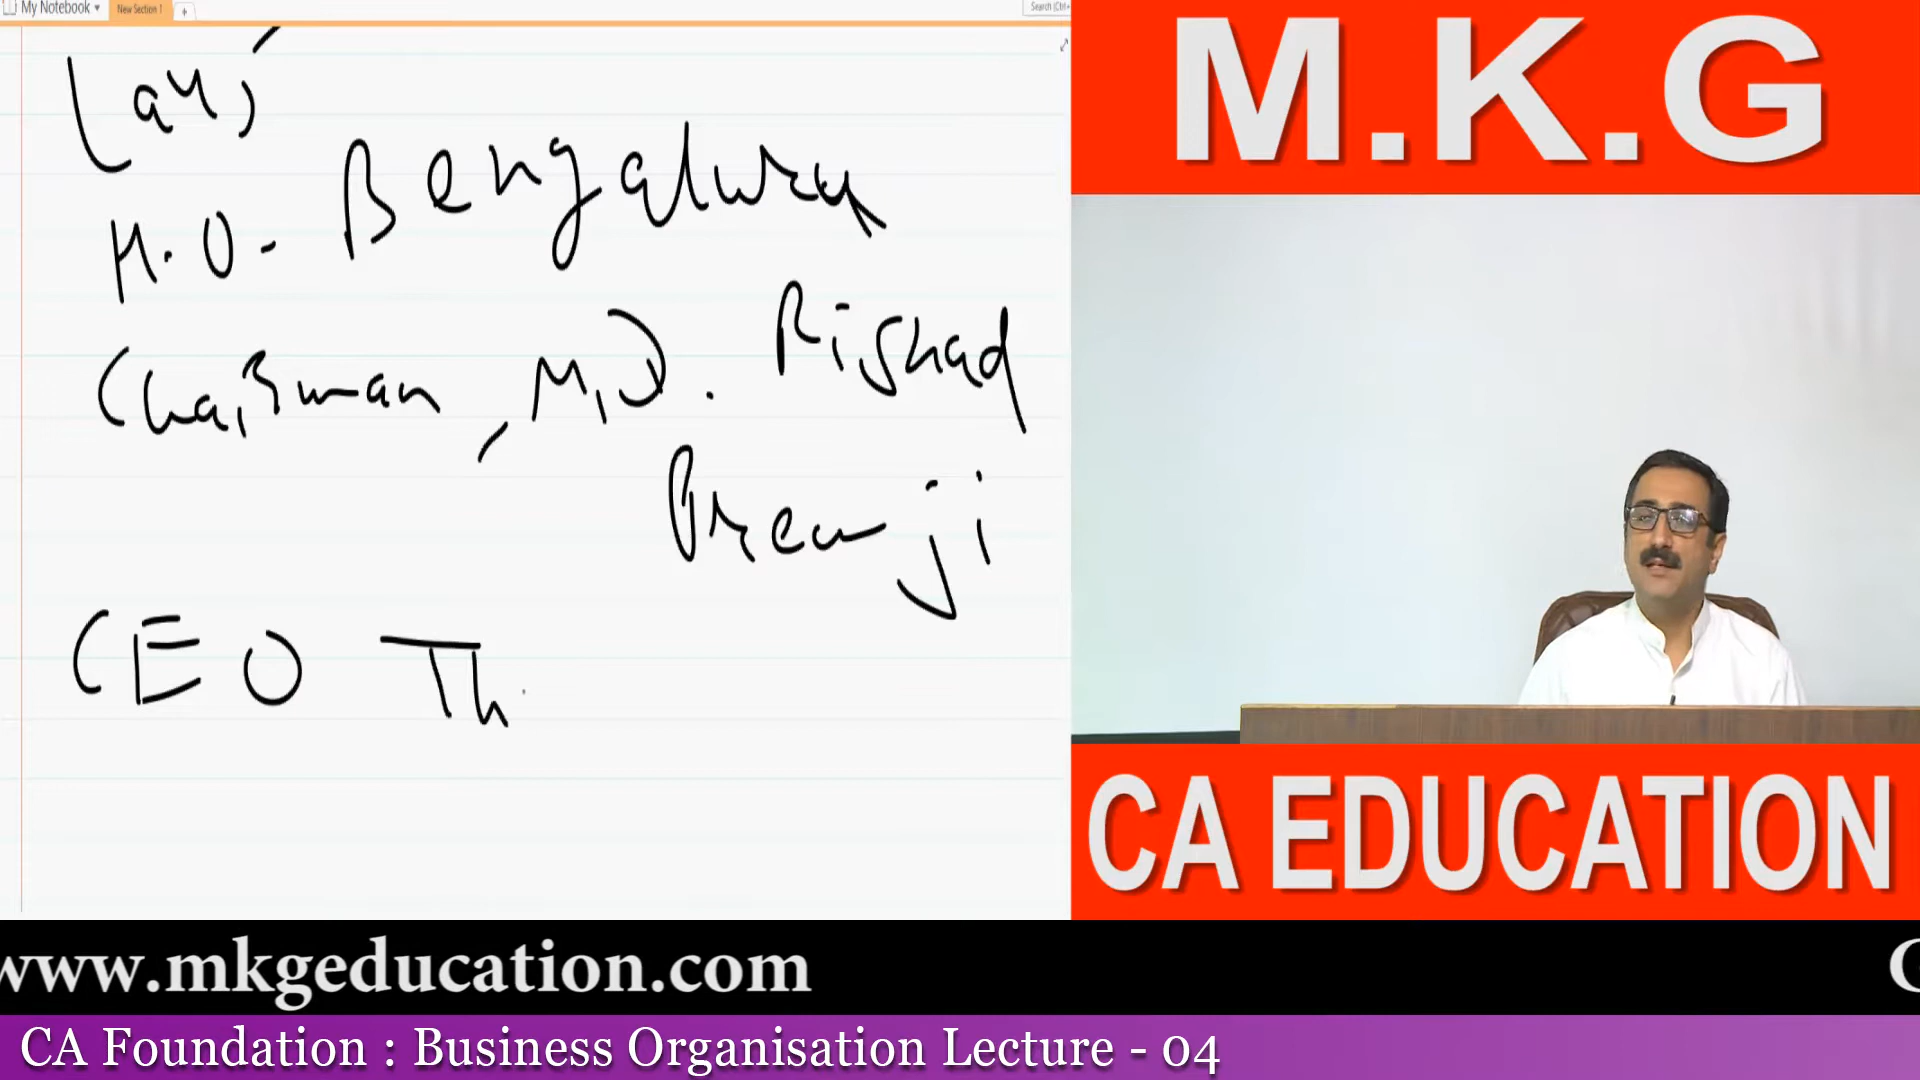 My Notebook
New Section 1
Search (Ctrl+
Lays
H.O. Bengaluru
Chairman, M.D. Rishad
Premji
CEO Th
M.K.G
CA EDUCATION
www.mkgeducation.com
CA Foundation : Business Organisation Lecture - 04